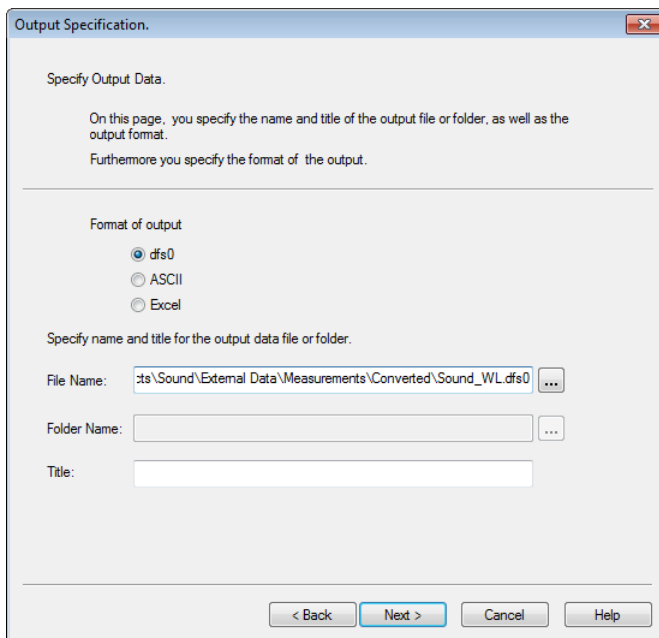 Output Specification.
Specify Output Data.
On this page, you specify the name and title of the output file or folder, as well as the
output format.
Furthermore you specify the format of the output.
Format of output
dfs0
ASCII
Excel
Specify name and title for the output data file or folder.
File Name: cts\Sound\External Data\Measurements\Converted\Sound_WL.dfs0 ...
Folder Name: ...
Title:
< Back Next > Cancel Help